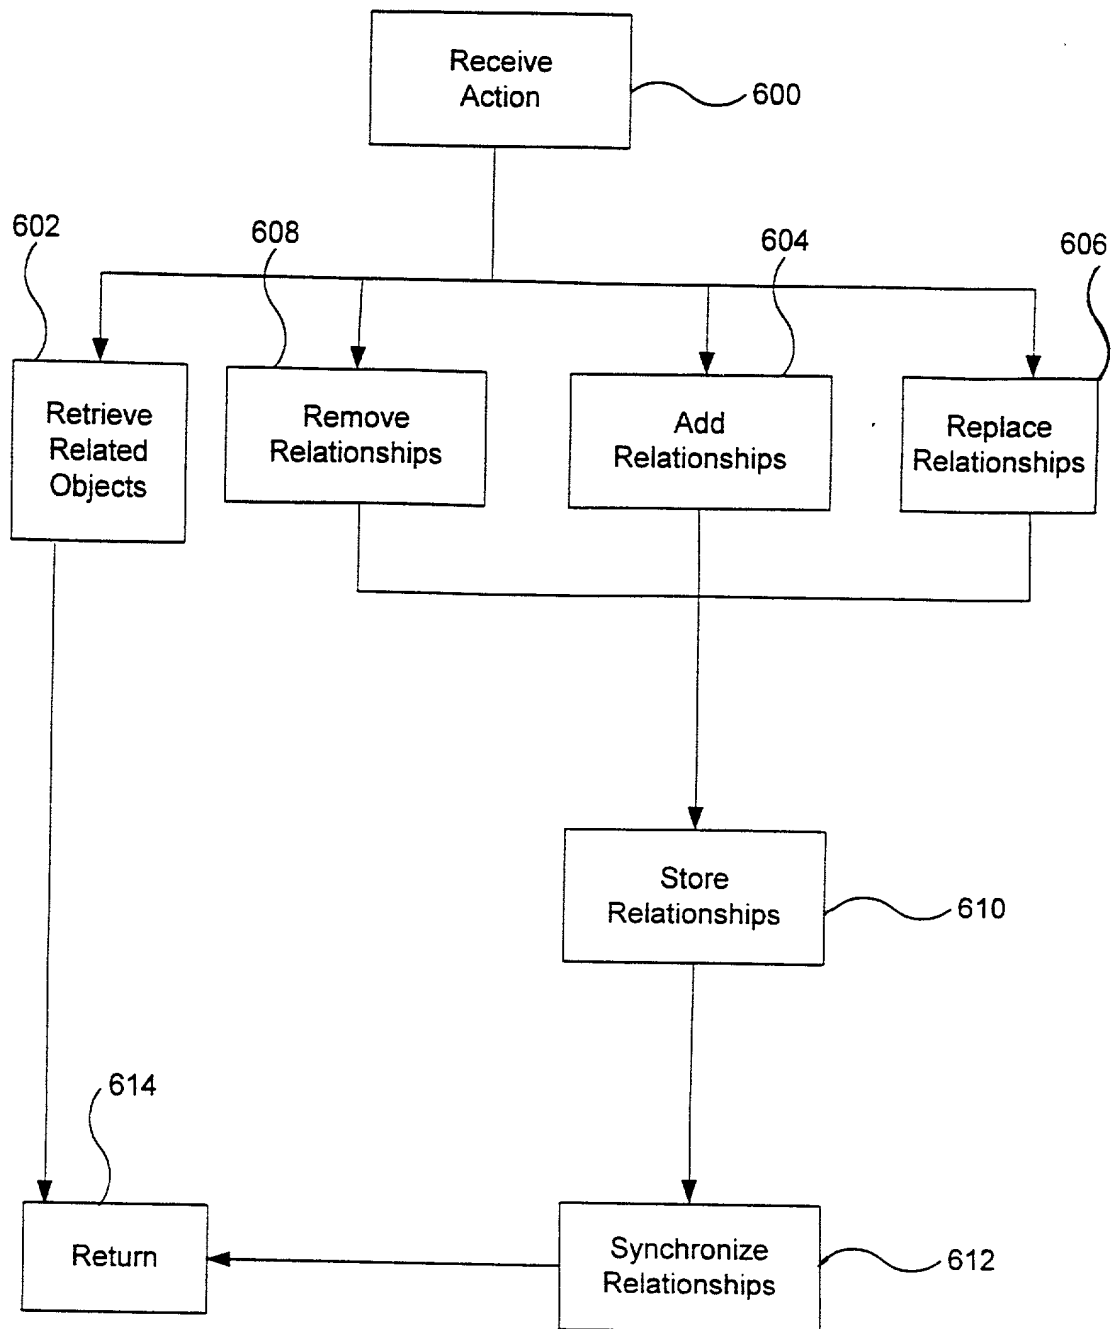 Receive
Action
600
602
608
604
606
Retrieve
Related
Objects
Remove
Relationships
Add
Relationships
Replace
Relationships
Store
Relationships
610
614
Return
Synchronize
Relationships
612